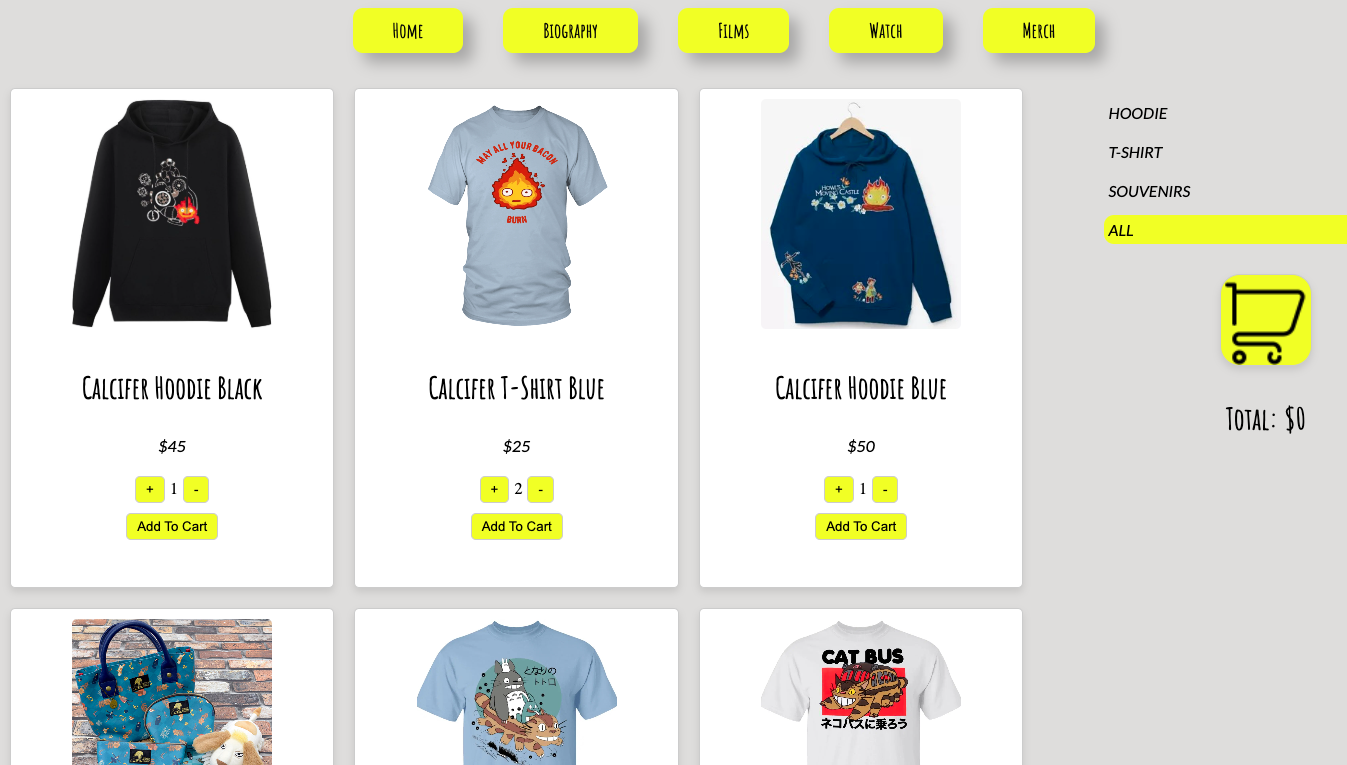 Home
Biography
Films
Watch
Merch
HOODIE
T-SHIRT
SOUVENIRS
ALL
Total: $0
MAY ALL YOUR BACON
BURN
HOWL'S
MOVING CASTLE
Calcifer Hoodie Black
$45
+ 1 -
Add To Cart
Calcifer T-Shirt Blue
$25
+ 2 -
Add To Cart
Calcifer Hoodie Blue
$50
+ 1 -
Add To Cart
となりの
トトロ
CAT BUS
ネコバスに乗ろう